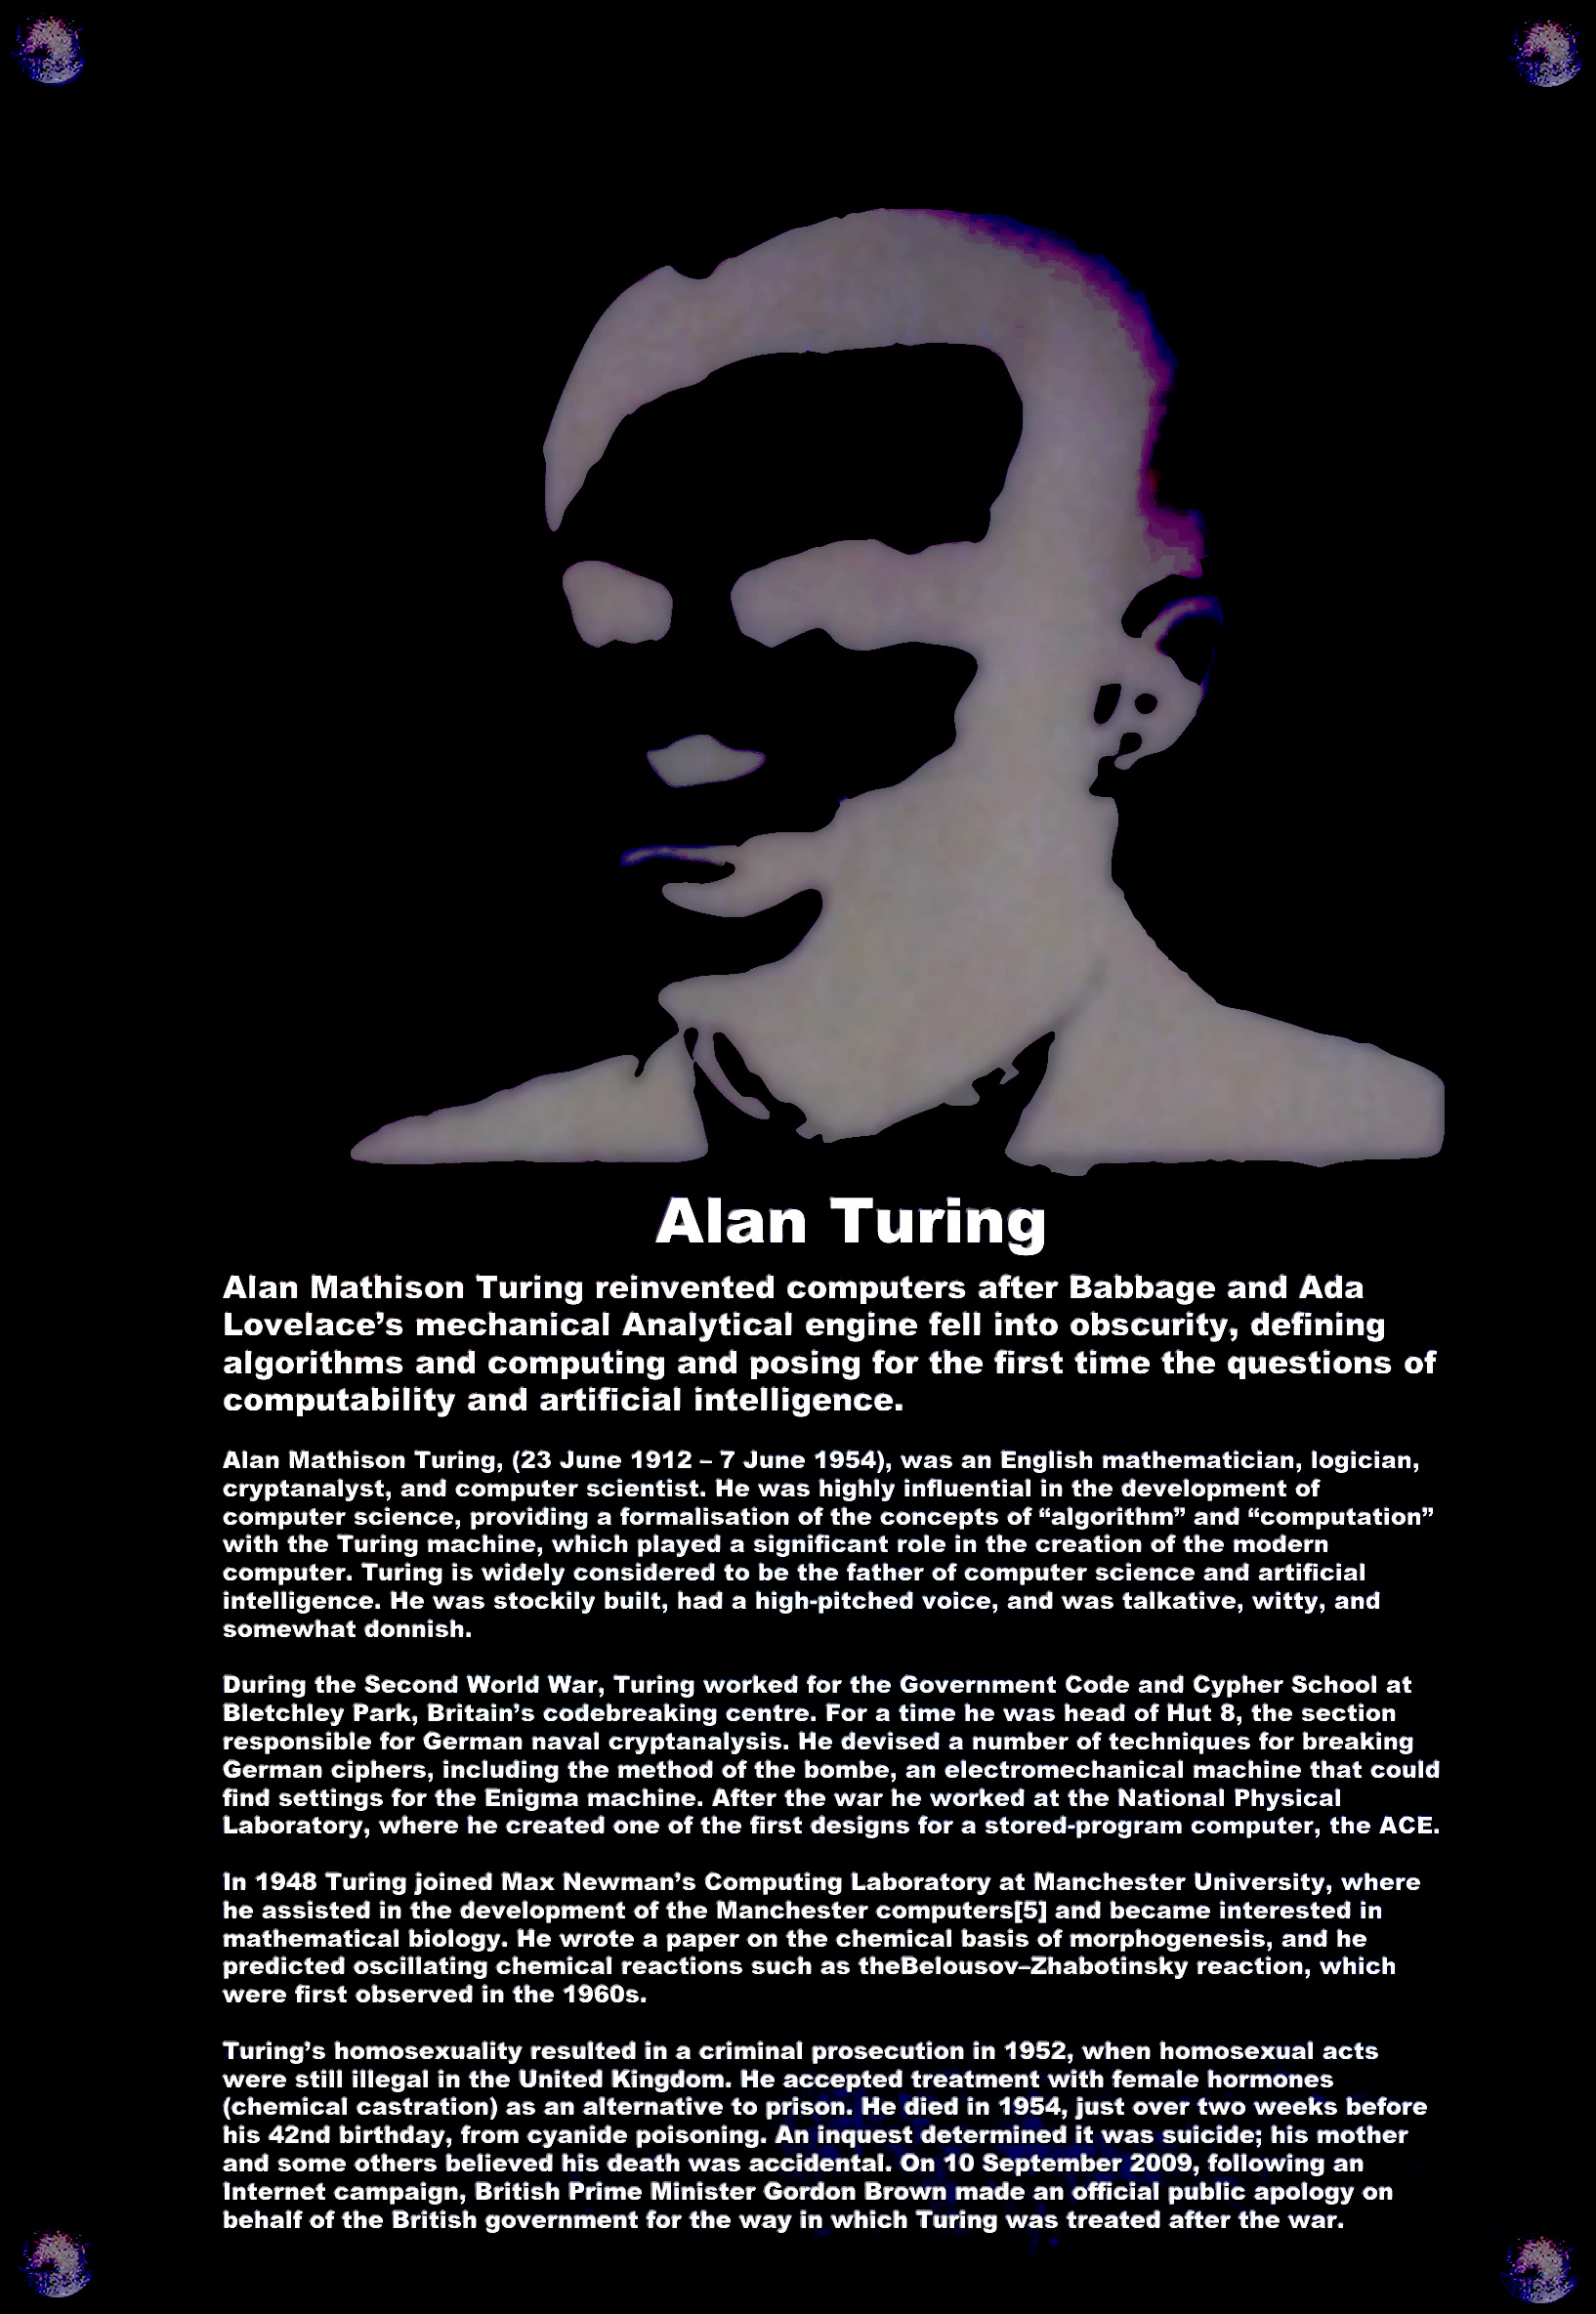 Alan Turing
Alan Mathison Turing reinvented computers after Babbage and Ada
Lovelace’s mechanical Analytical engine fell into obscurity, defining
algorithms and computing and posing for the first time the questions of
computability and artificial intelligence.
Alan Mathison Turing, (23 June 1912 – 7 June 1954), was an English mathematician, logician,
cryptanalyst, and computer scientist. He was highly influential in the development of
computer science, providing a formalisation of the concepts of “algorithm” and “computation”
with the Turing machine, which played a significant role in the creation of the modern
computer. Turing is widely considered to be the father of computer science and artificial
intelligence. He was stockily built, had a high-pitched voice, and was talkative, witty, and
somewhat donnish.
During the Second World War, Turing worked for the Government Code and Cypher School at
Bletchley Park, Britain’s codebreaking centre. For a time he was head of Hut 8, the section
responsible for German naval cryptanalysis. He devised a number of techniques for breaking
German ciphers, including the method of the bombe, an electromechanical machine that could
find settings for the Enigma machine. After the war he worked at the National Physical
Laboratory, where he created one of the first designs for a stored-program computer, the ACE.
In 1948 Turing joined Max Newman’s Computing Laboratory at Manchester University, where
he assisted in the development of the Manchester computers[5] and became interested in
mathematical biology. He wrote a paper on the chemical basis of morphogenesis, and he
predicted oscillating chemical reactions such as theBelousov–Zhabotinsky reaction, which
were first observed in the 1960s.
Turing’s homosexuality resulted in a criminal prosecution in 1952, when homosexual acts
were still illegal in the United Kingdom. He accepted treatment with female hormones
(chemical castration) as an alternative to prison. He died in 1954, just over two weeks before
his 42nd birthday, from cyanide poisoning. An inquest determined it was suicide; his mother
and some others believed his death was accidental. On 10 September 2009, following an
Internet campaign, British Prime Minister Gordon Brown made an official public apology on
behalf of the British government for the way in which Turing was treated after the war.